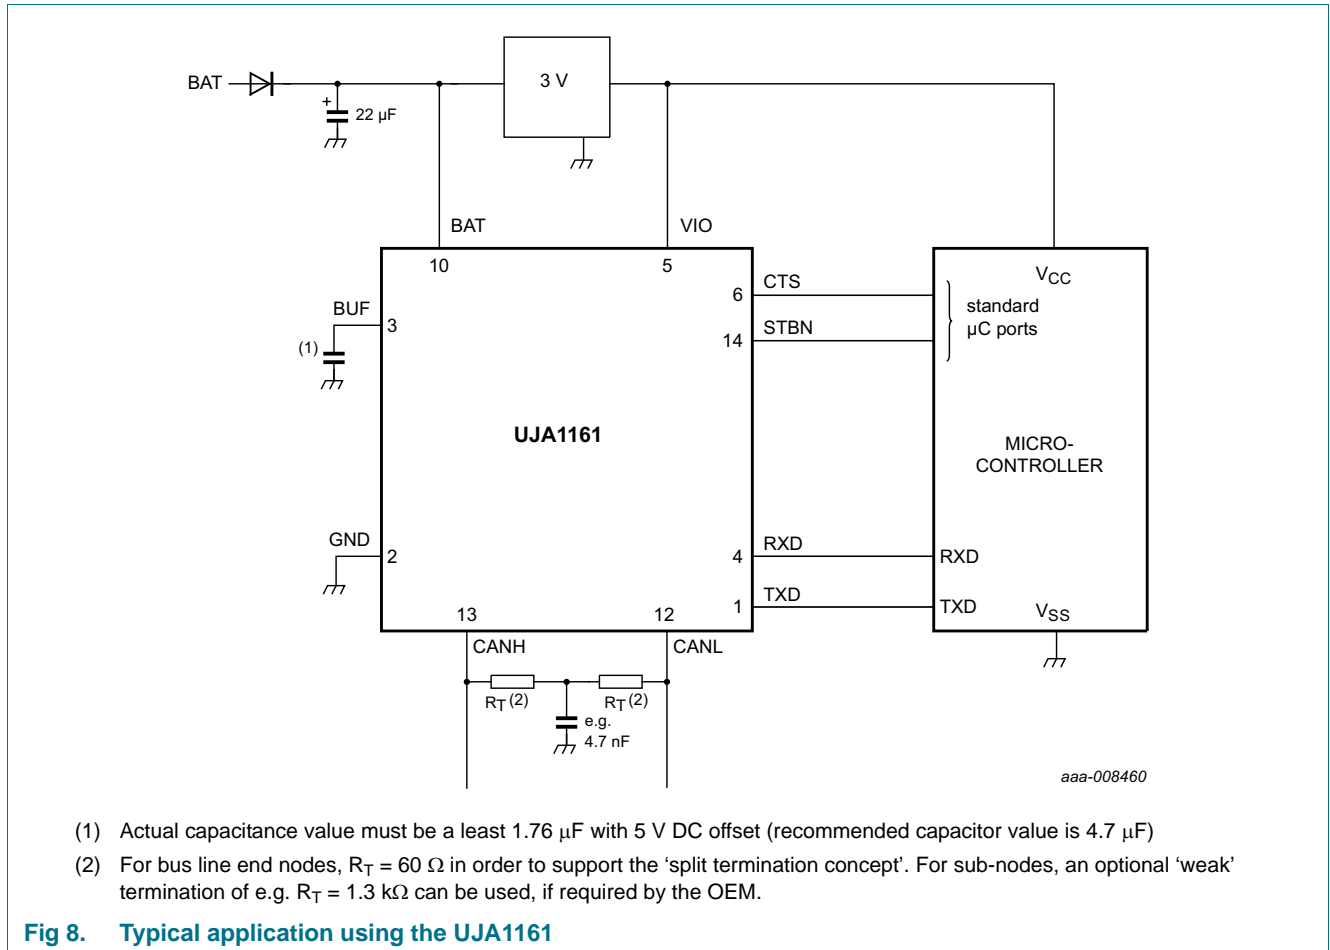 BAT
3 V
+
22 µF
BAT
VIO
10
5
VCC
BUF
3
6
CTS
standard
µC ports
14
STBN
(1)
UJA1161
MICRO-
CONTROLLER
GND
2
4
RXD
RXD
1
TXD
TXD
13
12
VSS
CANH
CANL
RT(2)
RT(2)
e.g.
4.7 nF
aaa-008460
(1) Actual capacitance value must be a least 1.76 µF with 5 V DC offset (recommended capacitor value is 4.7 µF)
(2) For bus line end nodes, RT = 60 Ω in order to support the ‘split termination concept’. For sub-nodes, an optional ‘weak’
termination of e.g. RT = 1.3 kΩ can be used, if required by the OEM.
Fig 8. Typical application using the UJA1161